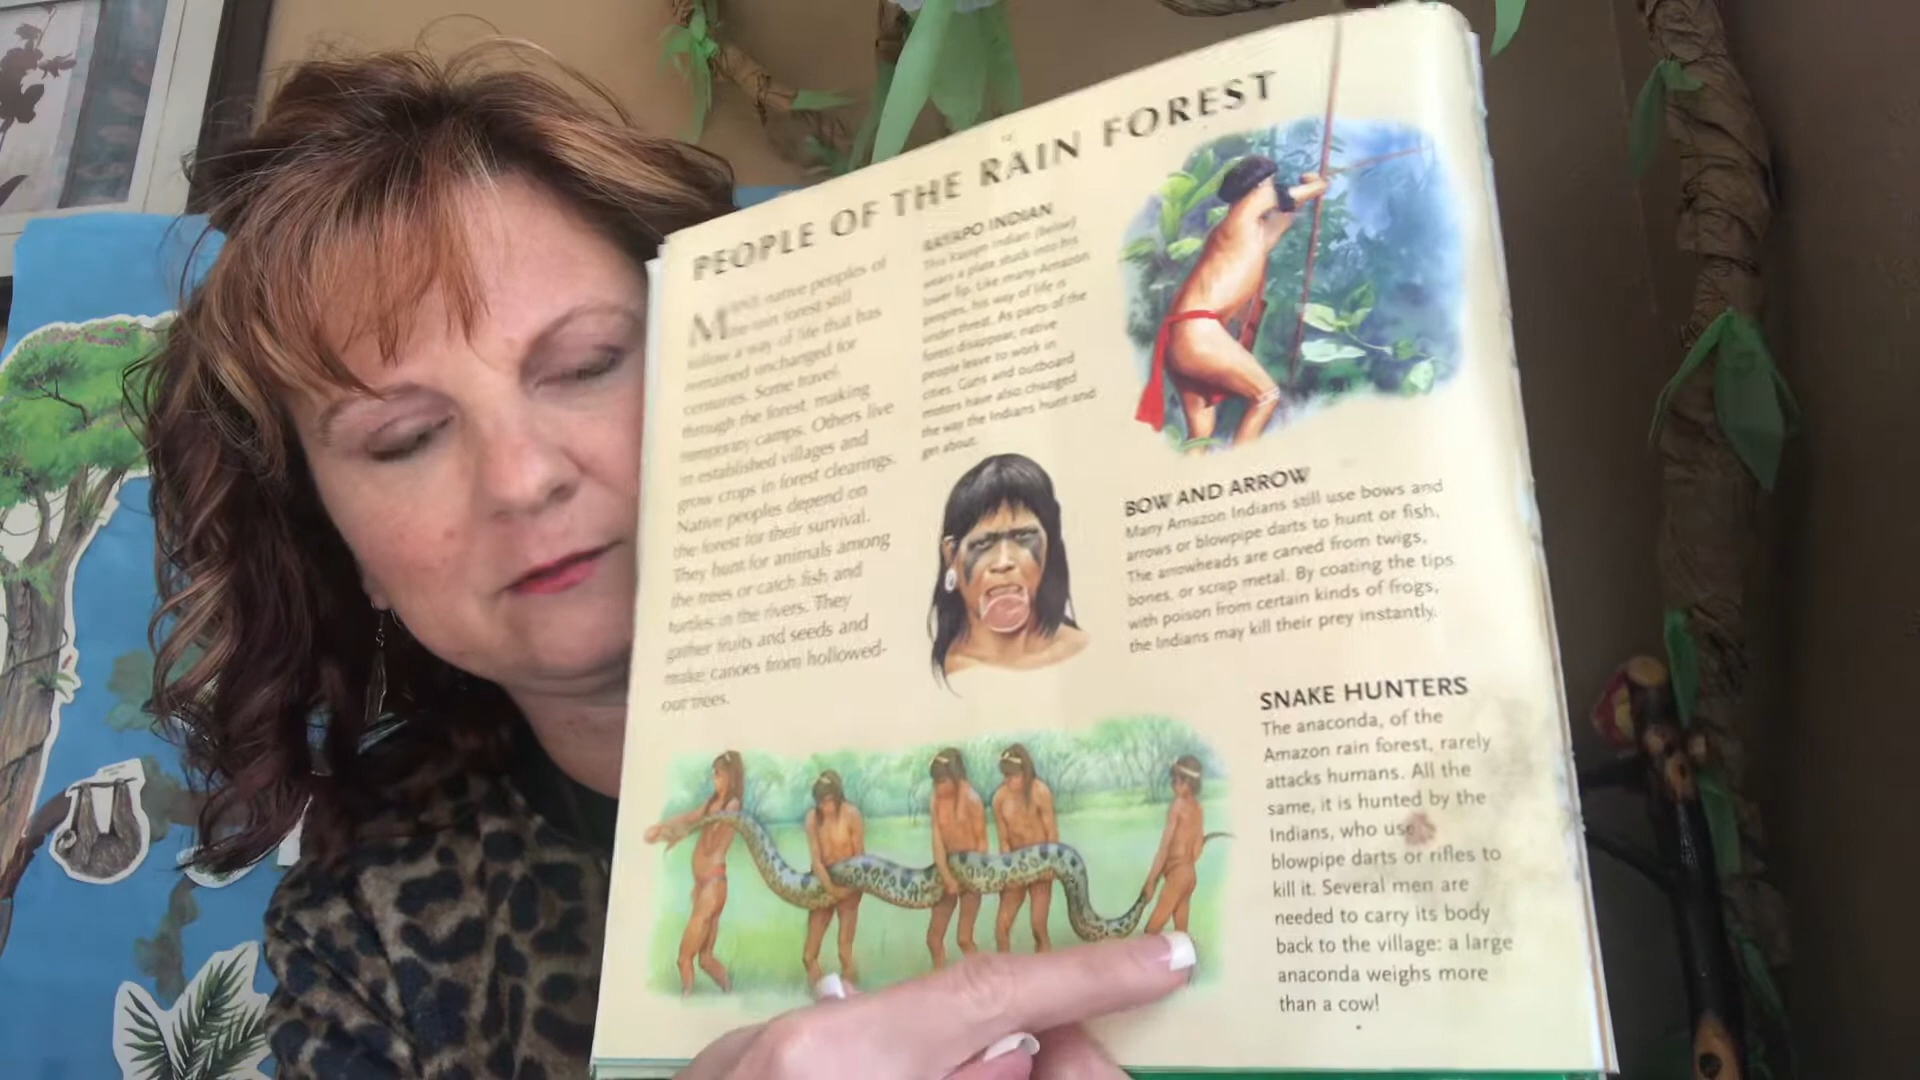 PEOPLE OF THE RAIN FOREST
MANY native peoples of
the rain forest still
follow a way of life that has
remained unchanged for
centuries. Some travel
through the forest, making
temporary camps. Others live
in established villages and
grow crops in forest clearings.
Native peoples depend on
the forest for their survival.
They hunt for animals among
the trees or catch fish and
turtles in the rivers. They
gather fruits and seeds and
make canoes from hollowed-
out trees.
KAYAPO INDIAN
This Kayapo Indian (below)
wears a plate stuck into his
lower lip. Like many Amazon
peoples, his way of life is
under threat. As parts of the
forest disappear, native
people leave to work in
cities. Guns and outboard
motors have also changed
the way the Indians hunt and
get about.
BOW AND ARROW
Many Amazon Indians still use bows and
arrows or blowpipe darts to hunt or fish.
The arrowheads are carved from twigs,
bones, or scrap metal. By coating the tips
with poison from certain kinds of frogs,
the Indians may kill their prey instantly.
SNAKE HUNTERS
The anaconda, of the
Amazon rain forest, rarely
attacks humans. All the
same, it is hunted by the
Indians, who use
blowpipe darts or rifles to
kill it. Several men are
needed to carry its body
back to the village: a large
anaconda weighs more
than a cow!